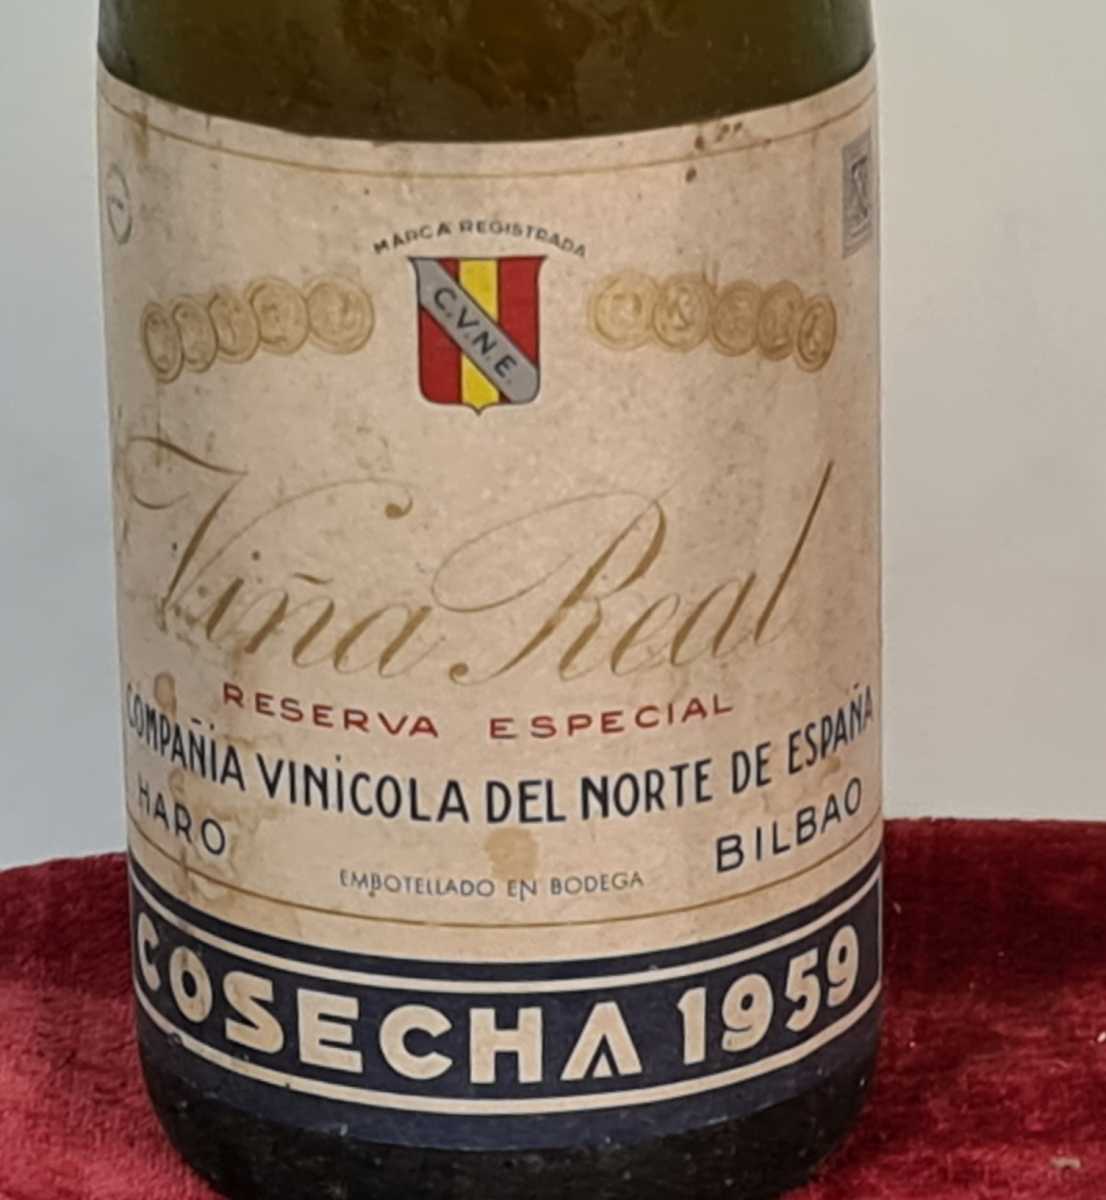 MARCA REGISTRADA
C.V.N.E.
Viña Real
RESERVA ESPECIAL
COMPAÑIA VINICOLA DEL NORTE DE ESPAÑA
HARO
BILBAO
EMBOTELLADO EN BODEGA
COSECHA 1959